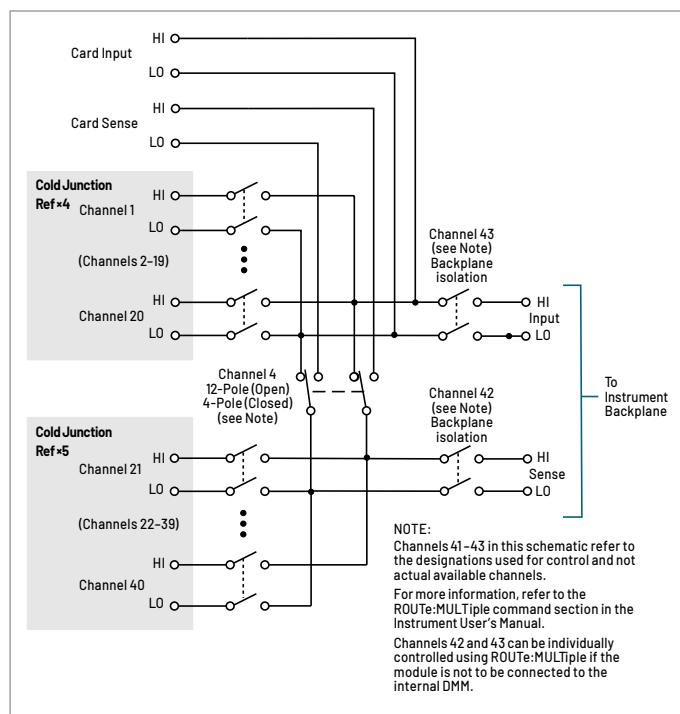 HI
Card Input
LO
HI
Card Sense
LO
Cold Junction
Ref×4
HI
Channel 1
LO
(Channels 2–19)
HI
Channel 20
LO
Channel 43
(see Note)
Backplane
isolation
HI
Input
LO
Channel 4
12-Pole (Open)
4-Pole (Closed)
(see Note)
Channel 42
(see Note)
Backplane
isolation
To
Instrument
Backplane
Cold Junction
Ref×5
HI
Channel 21
LO
(Channels 22–39)
HI
Channel 40
LO
HI
Sense
LO
NOTE:
Channels 41–43 in this schematic refer to
the designations used for control and not
actual available channels.
For more information, refer to the
ROUTe:MULTiple command section in the
Instrument User's Manual.
Channels 42 and 43 can be individually
controlled using ROUTe:MULTiple if the
module is not to be connected to the
internal DMM.